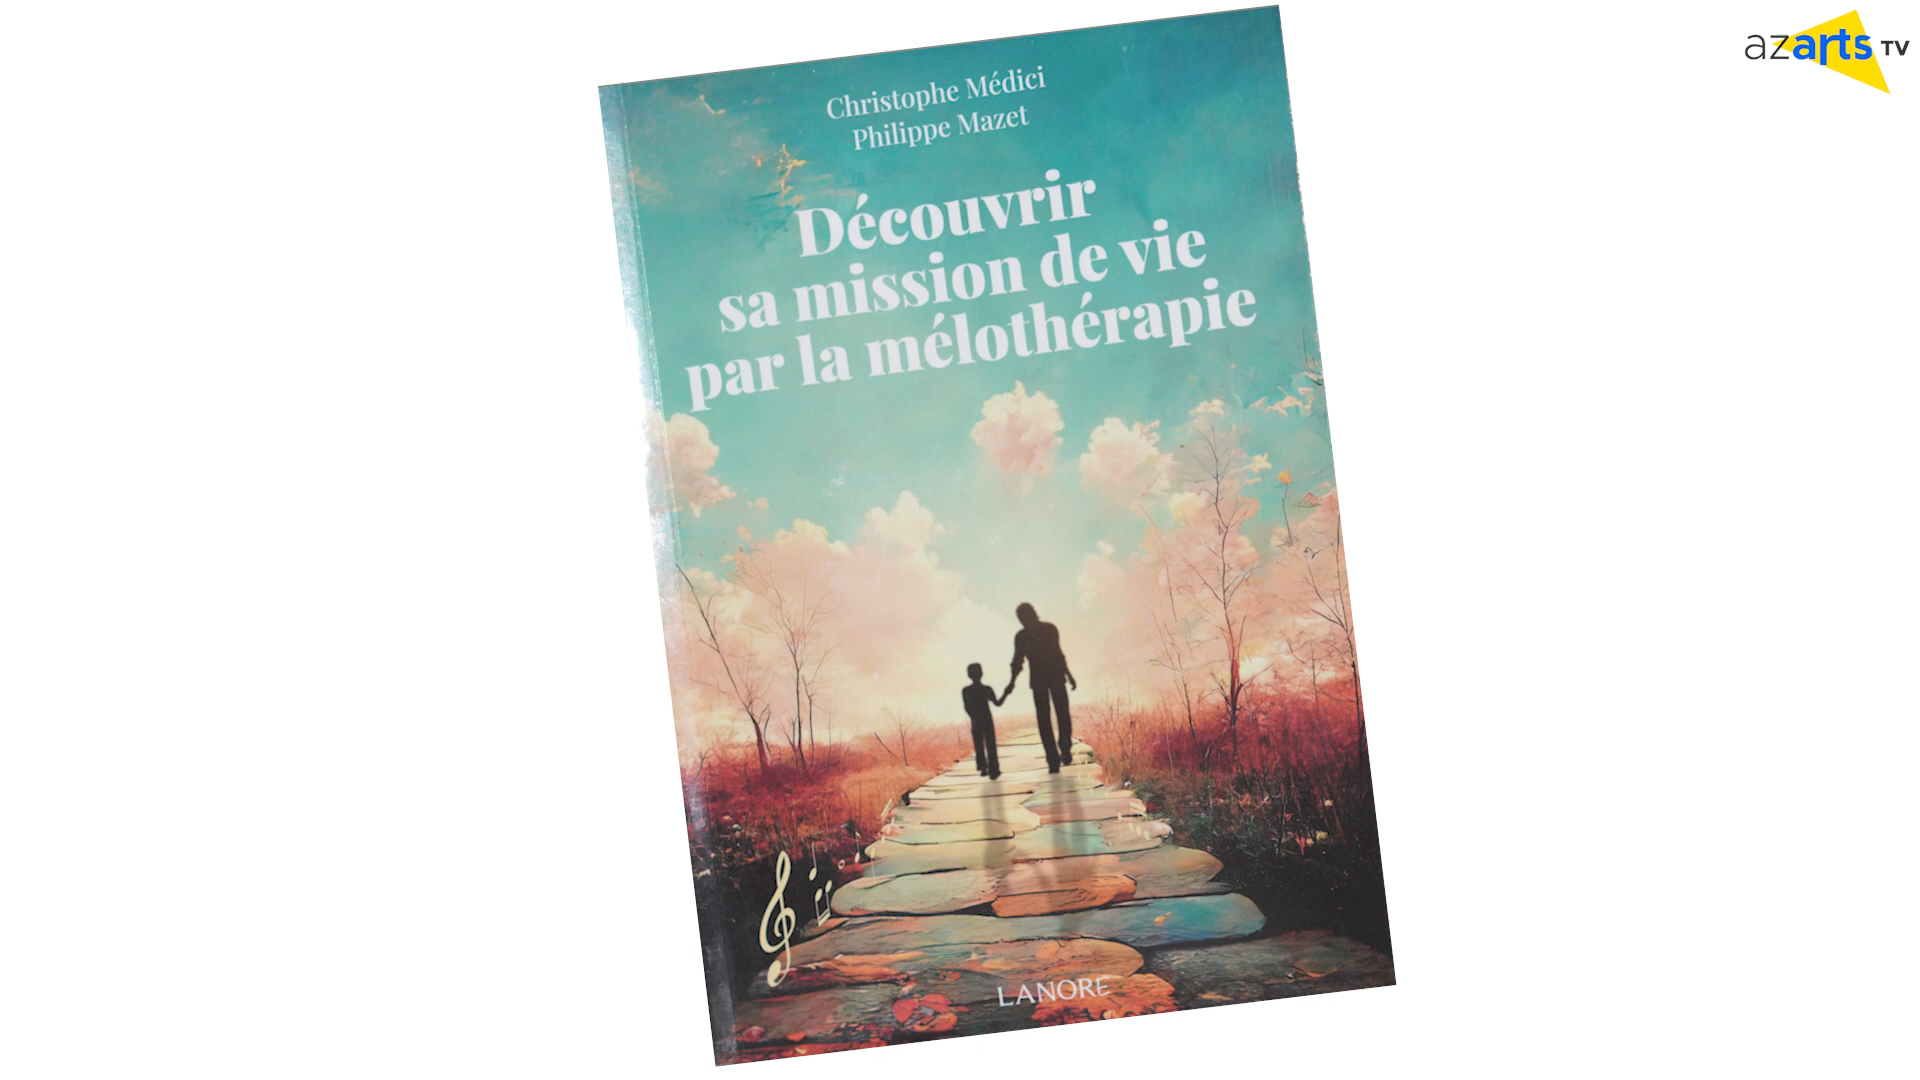 azarts TV
Christophe Médici
Philippe Mazet
Découvrir
sa mission de vie
par la mélothérapie
LANORE